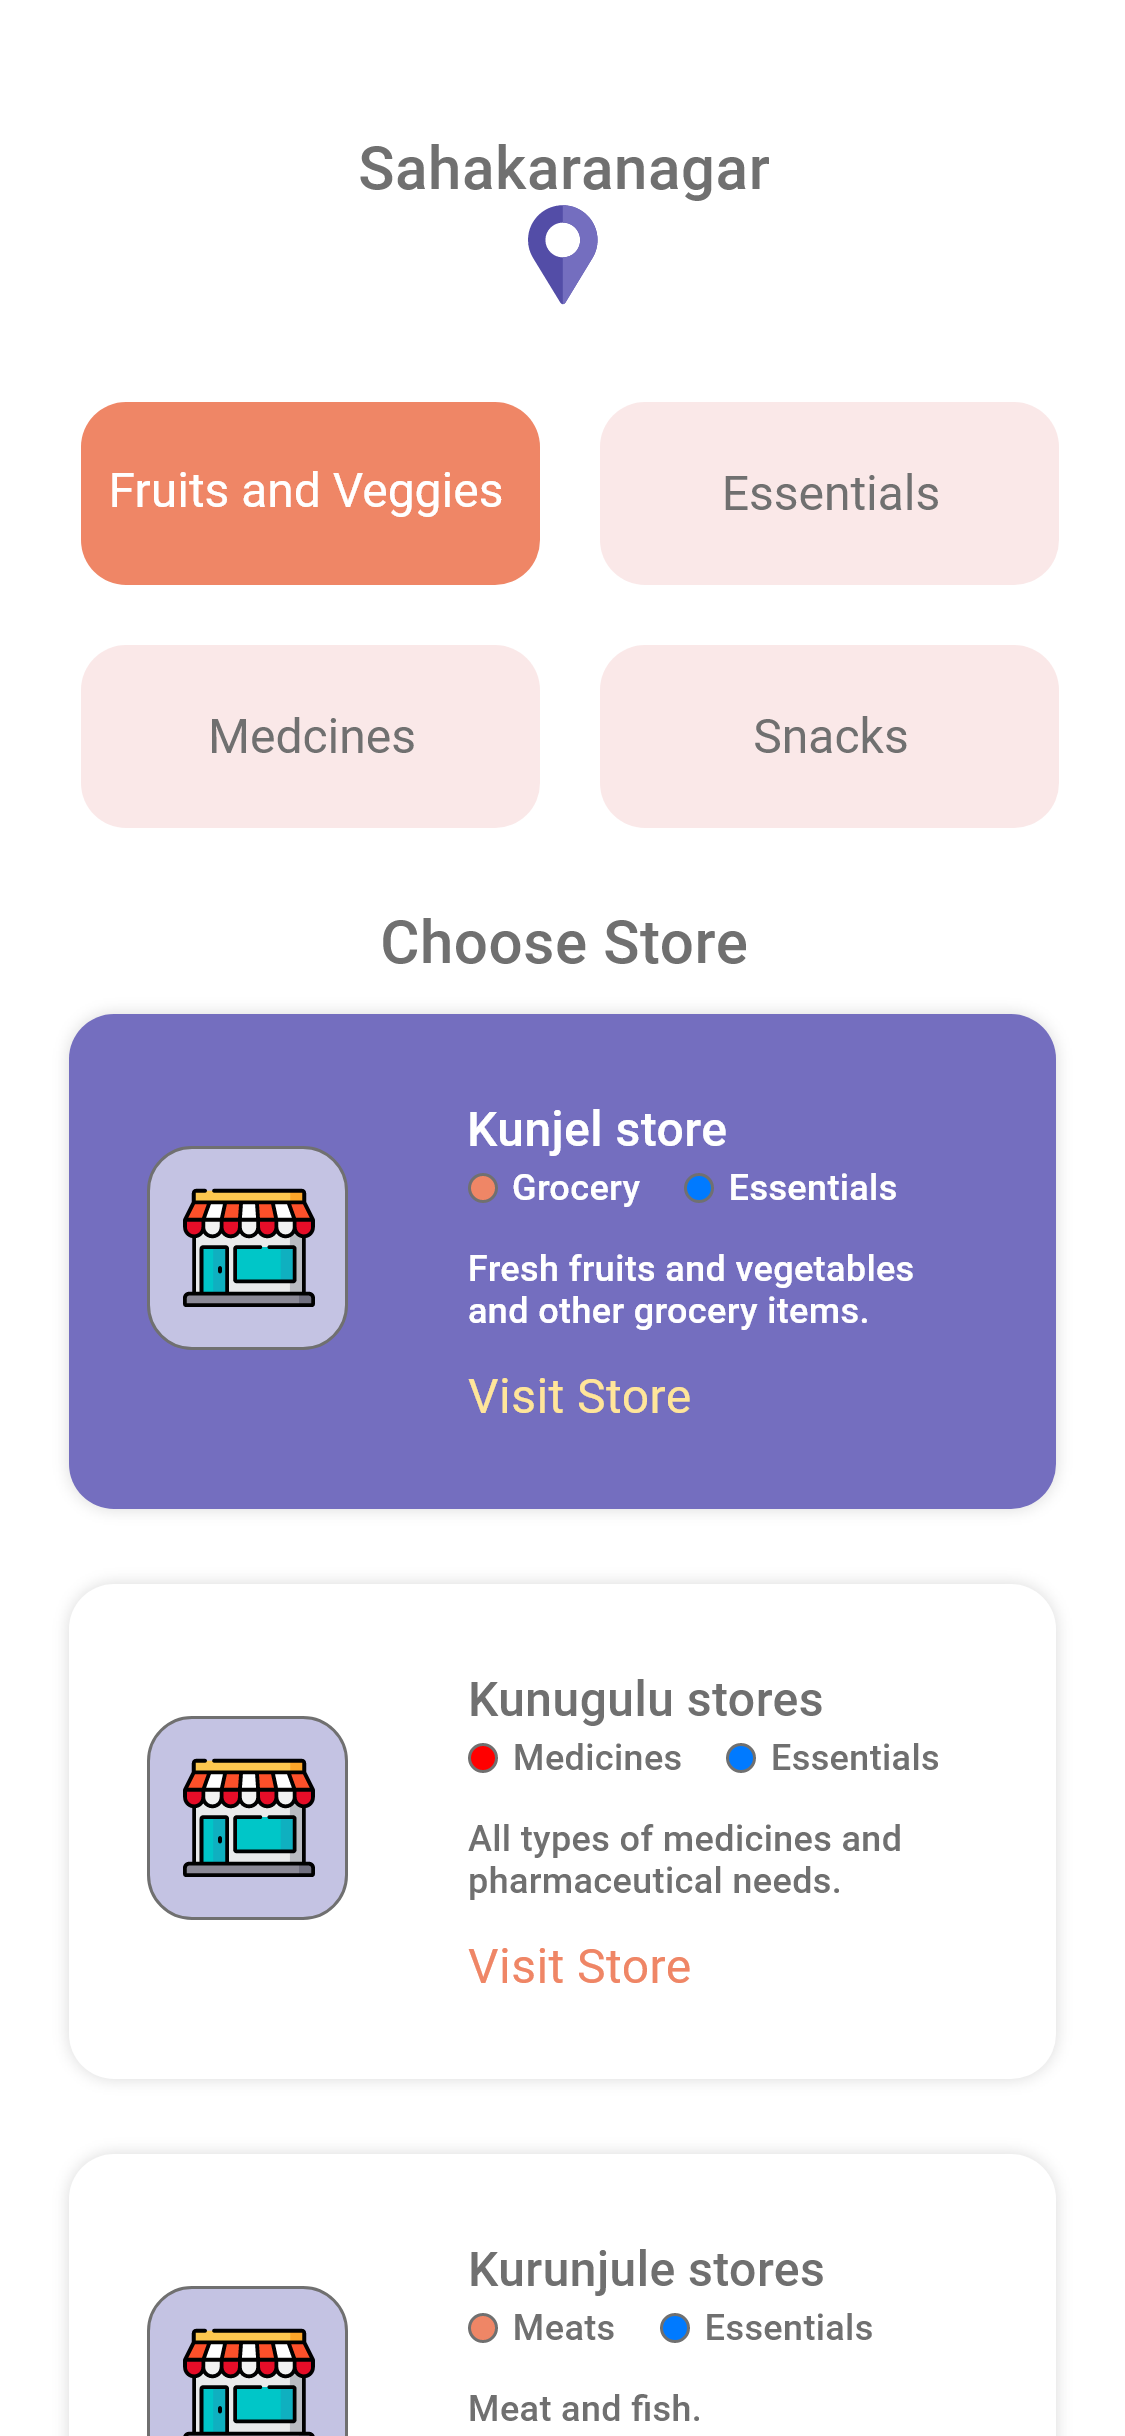 Sahakaranagar
Fruits and Veggies
Essentials
Medcines
Snacks
Choose Store
Kunjel store
Grocery Essentials
Fresh fruits and vegetables
and other grocery items.
Visit Store
Kunugulu stores
Medicines Essentials
All types of medicines and
pharmaceutical needs.
Visit Store
Kurunjule stores
Meats Essentials
Meat and fish.